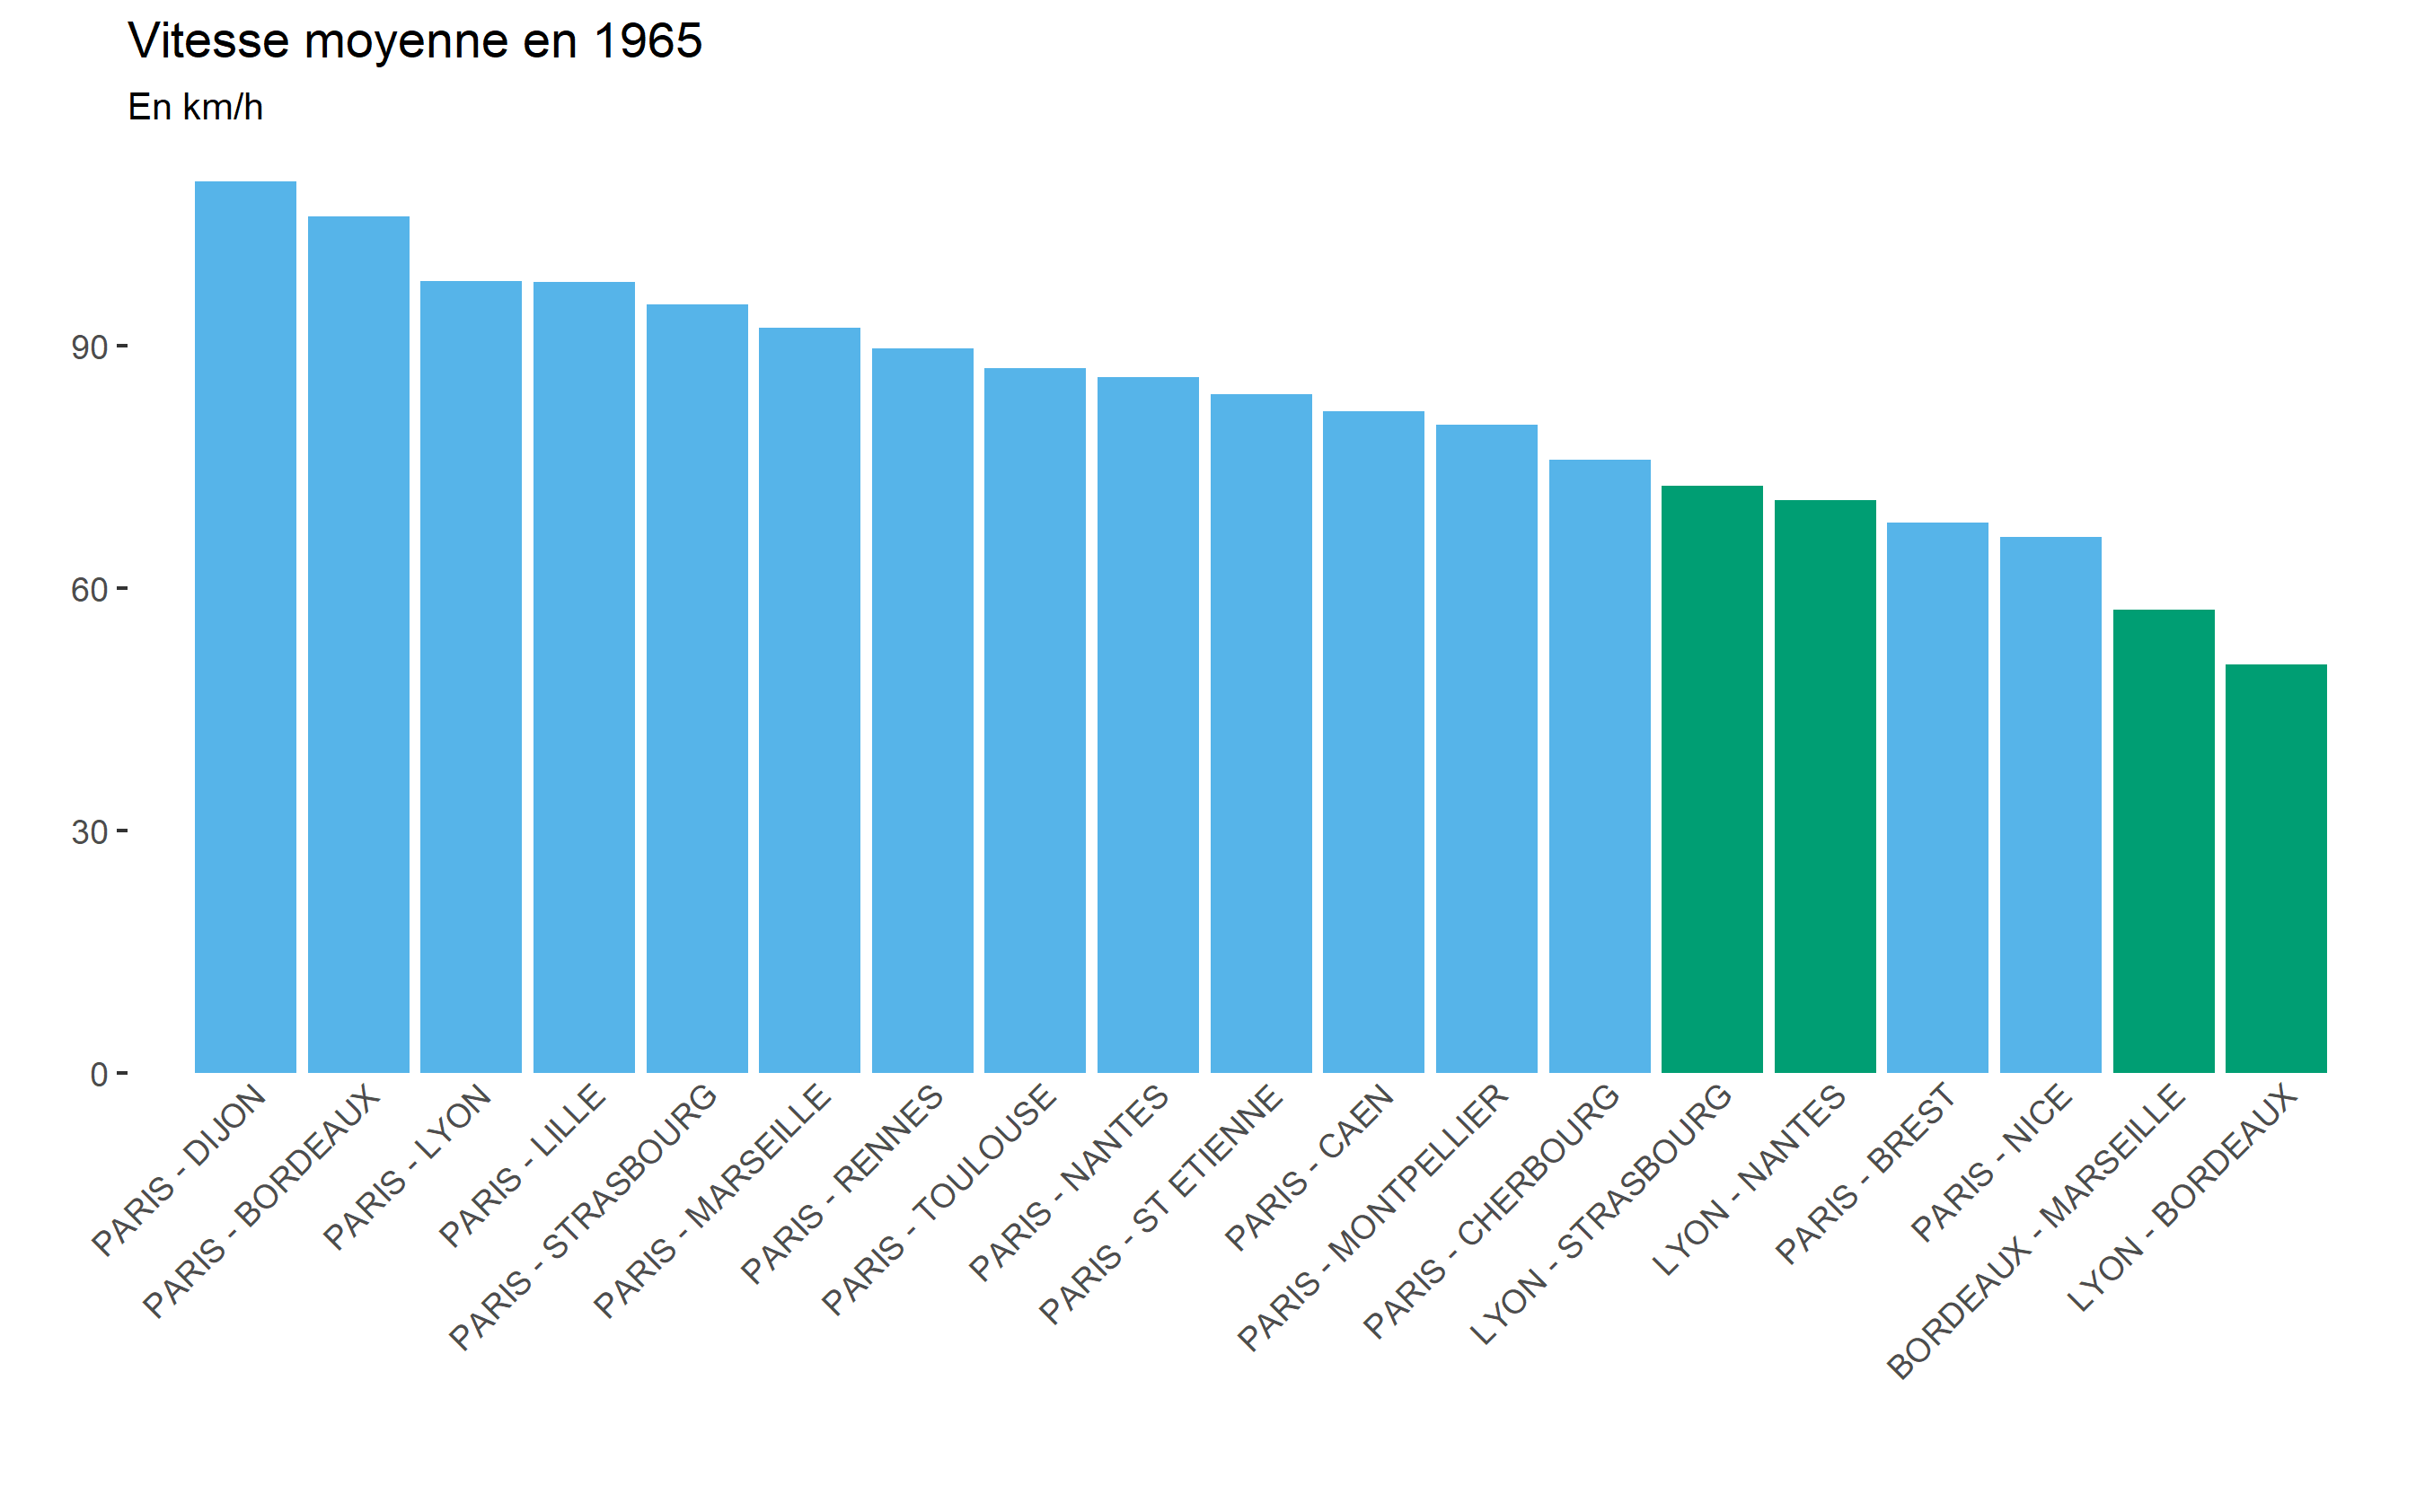 Vitesse moyenne en 1965
En km/h
90
60
30
0
PARIS - DIJON
PARIS - BORDEAUX
PARIS - LYON
PARIS - LILLE
PARIS - STRASBOURG
PARIS - MARSEILLE
PARIS - RENNES
PARIS - TOULOUSE
PARIS - NANTES
PARIS - ST ETIENNE
PARIS - CAEN
PARIS - MONTPELLIER
PARIS - CHERBOURG
LYON - STRASBOURG
LYON - NANTES
PARIS - BREST
PARIS - NICE
BORDEAUX - MARSEILLE
LYON - BORDEAUX